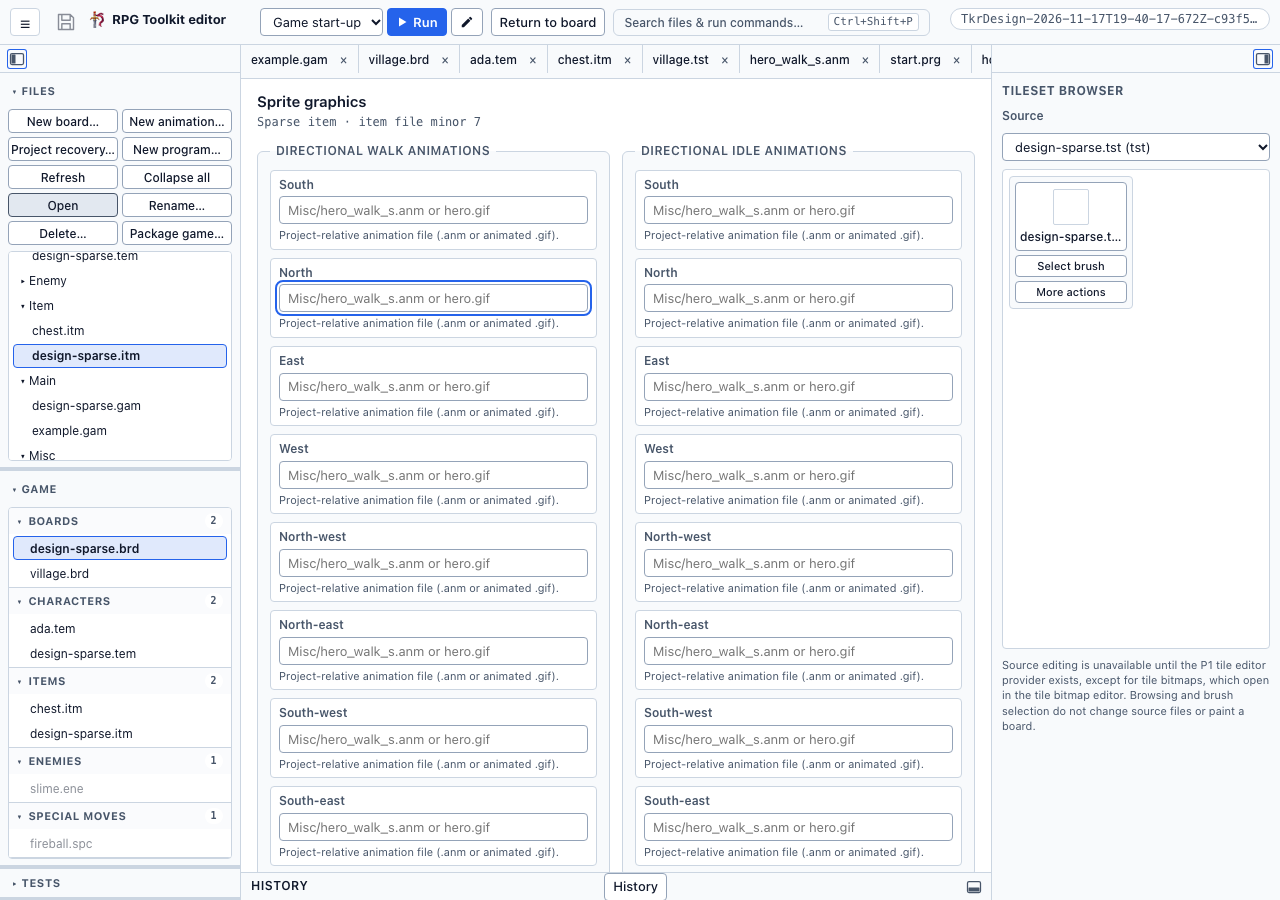 RPG Toolkit editor
Game start-up
Run
Return to board
Search files & run commands...
Ctrl+Shift+P
TkrDesign-2026-11-17T19-40-17-672Z-c93f5…
FILES
New board...
New animation...
Project recovery...
New program...
Refresh
Collapse all
Open
Rename...
Delete...
Package game...
design-sparse.tem
Enemy
Item
chest.itm
design-sparse.itm
Main
design-sparse.gam
example.gam
Misc
GAME
BOARDS 2
design-sparse.brd
village.brd
CHARACTERS 2
ada.tem
design-sparse.tem
ITEMS 2
chest.itm
design-sparse.itm
ENEMIES 1
slime.ene
SPECIAL MOVES 1
fireball.spc
TESTS
example.gam ×
village.brd ×
ada.tem ×
chest.itm ×
village.tst ×
hero_walk_s.anm ×
start.prg ×
Sprite graphics
Sparse item · item file minor 7
DIRECTIONAL WALK ANIMATIONS
South
Misc/hero_walk_s.anm or hero.gif
Project-relative animation file (.anm or animated .gif).
North
Misc/hero_walk_s.anm or hero.gif
Project-relative animation file (.anm or animated .gif).
East
Misc/hero_walk_s.anm or hero.gif
Project-relative animation file (.anm or animated .gif).
West
Misc/hero_walk_s.anm or hero.gif
Project-relative animation file (.anm or animated .gif).
North-west
Misc/hero_walk_s.anm or hero.gif
Project-relative animation file (.anm or animated .gif).
North-east
Misc/hero_walk_s.anm or hero.gif
Project-relative animation file (.anm or animated .gif).
South-west
Misc/hero_walk_s.anm or hero.gif
Project-relative animation file (.anm or animated .gif).
South-east
Misc/hero_walk_s.anm or hero.gif
Project-relative animation file (.anm or animated .gif).
DIRECTIONAL IDLE ANIMATIONS
South
Misc/hero_walk_s.anm or hero.gif
Project-relative animation file (.anm or animated .gif).
North
Misc/hero_walk_s.anm or hero.gif
Project-relative animation file (.anm or animated .gif).
East
Misc/hero_walk_s.anm or hero.gif
Project-relative animation file (.anm or animated .gif).
West
Misc/hero_walk_s.anm or hero.gif
Project-relative animation file (.anm or animated .gif).
North-west
Misc/hero_walk_s.anm or hero.gif
Project-relative animation file (.anm or animated .gif).
North-east
Misc/hero_walk_s.anm or hero.gif
Project-relative animation file (.anm or animated .gif).
South-west
Misc/hero_walk_s.anm or hero.gif
Project-relative animation file (.anm or animated .gif).
South-east
Misc/hero_walk_s.anm or hero.gif
Project-relative animation file (.anm or animated .gif).
HISTORY
History
TILESET BROWSER
Source
design-sparse.tst (tst)
design-sparse.t…
Select brush
More actions
Source editing is unavailable until the P1 tile editor
provider exists, except for tile bitmaps, which open
in the tile bitmap editor. Browsing and brush
selection do not change source files or paint a
board.